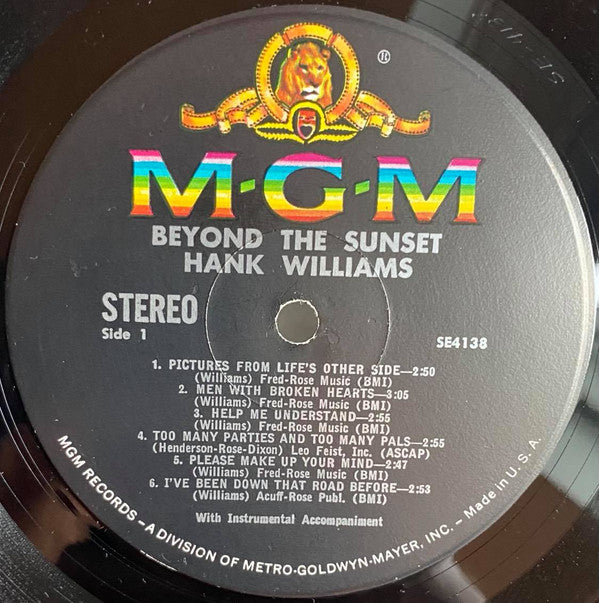 ®
M·G·M
BEYOND THE SUNSET
HANK WILLIAMS
STEREO
Side 1
SE4138
1. PICTURES FROM LIFE'S OTHER SIDE—2:50
(Williams) Fred-Rose Music (BMI)
2. MEN WITH BROKEN HEARTS—3:05
(Williams) Fred-Rose Music (BMI)
3. HELP ME UNDERSTAND—2:55
(Williams) Fred-Rose Music (BMI)
4. TOO MANY PARTIES AND TOO MANY PALS—2:55
(Henderson-Rose-Dixon) Leo Feist, Inc. (ASCAP)
5. PLEASE MAKE UP YOUR MIND—2:47
(Williams) Fred-Rose Music (BMI)
6. I'VE BEEN DOWN THAT ROAD BEFORE—2:53
(Williams) Acuff-Rose Publ. (BMI)
With Instrumental Accompaniment
MGM RECORDS – A DIVISION OF METRO-GOLDWYN-MAYER, INC. – Made in U. S. A.